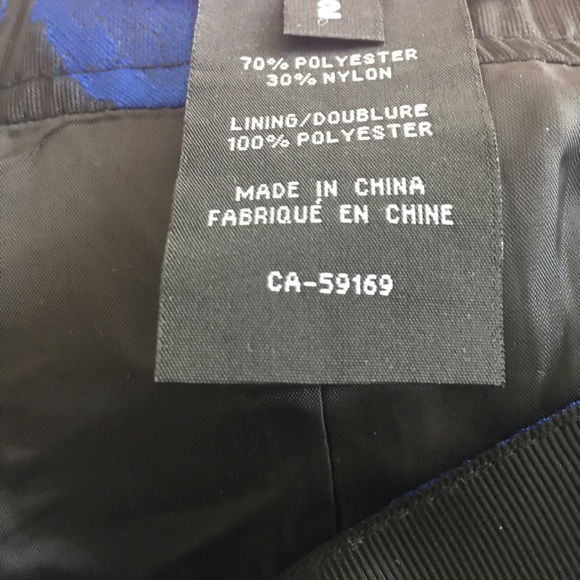 70% POLYESTER
30% NYLON
LINING/DOUBLURE
100% POLYESTER
MADE IN CHINA
FABRIQUÉ EN CHINE
CA-59169